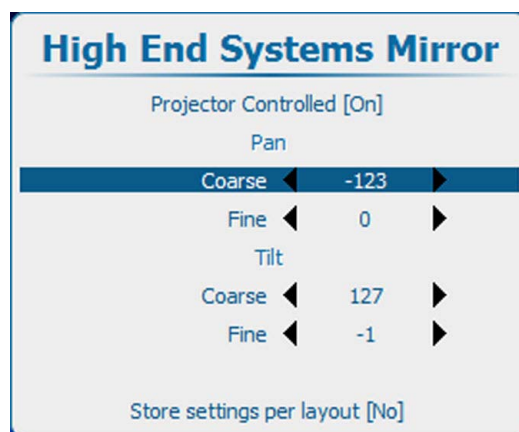 High End Systems Mirror
Projector Controlled [On]
Pan
Coarse -123
Fine 0
Tilt
Coarse 127
Fine -1
Store settings per layout [No]